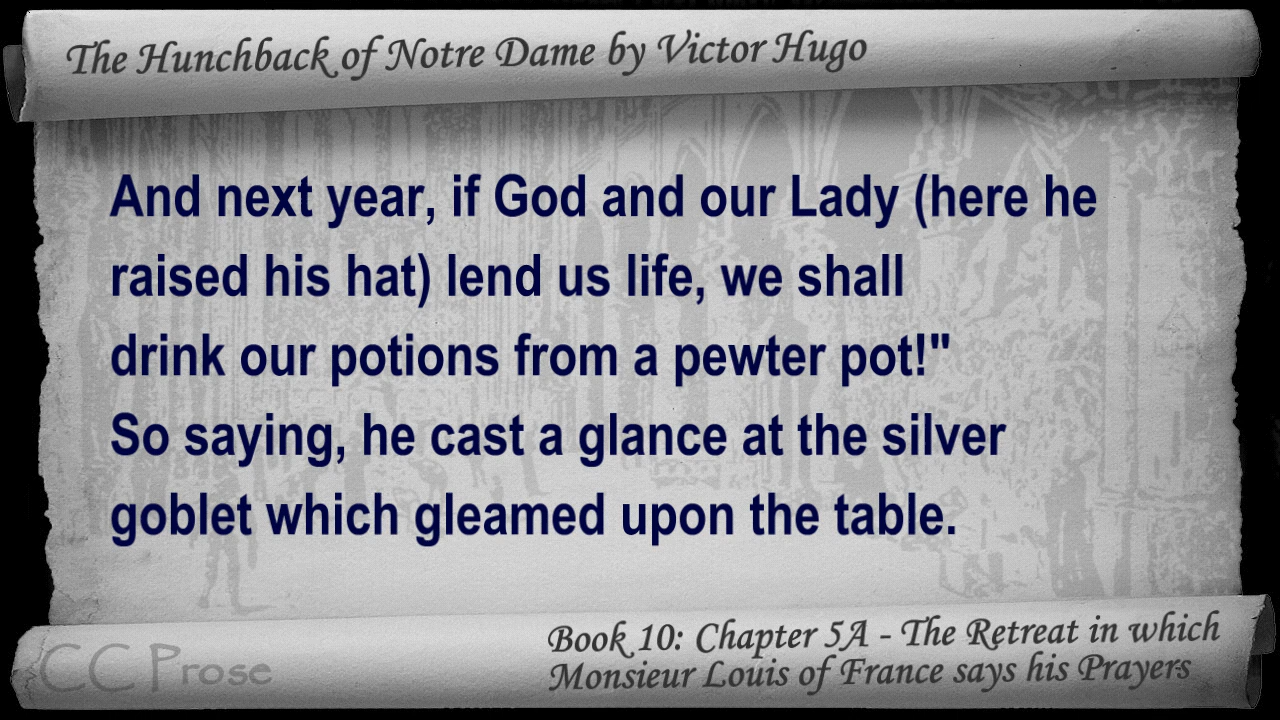 The Hunchback of Notre Dame by Victor Hugo
And next year, if God and our Lady (here he
raised his hat) lend us life, we shall
drink our potions from a pewter pot!"
So saying, he cast a glance at the silver
goblet which gleamed upon the table.
CC Prose
Book 10: Chapter 5A - The Retreat in which
Monsieur Louis of France says his Prayers